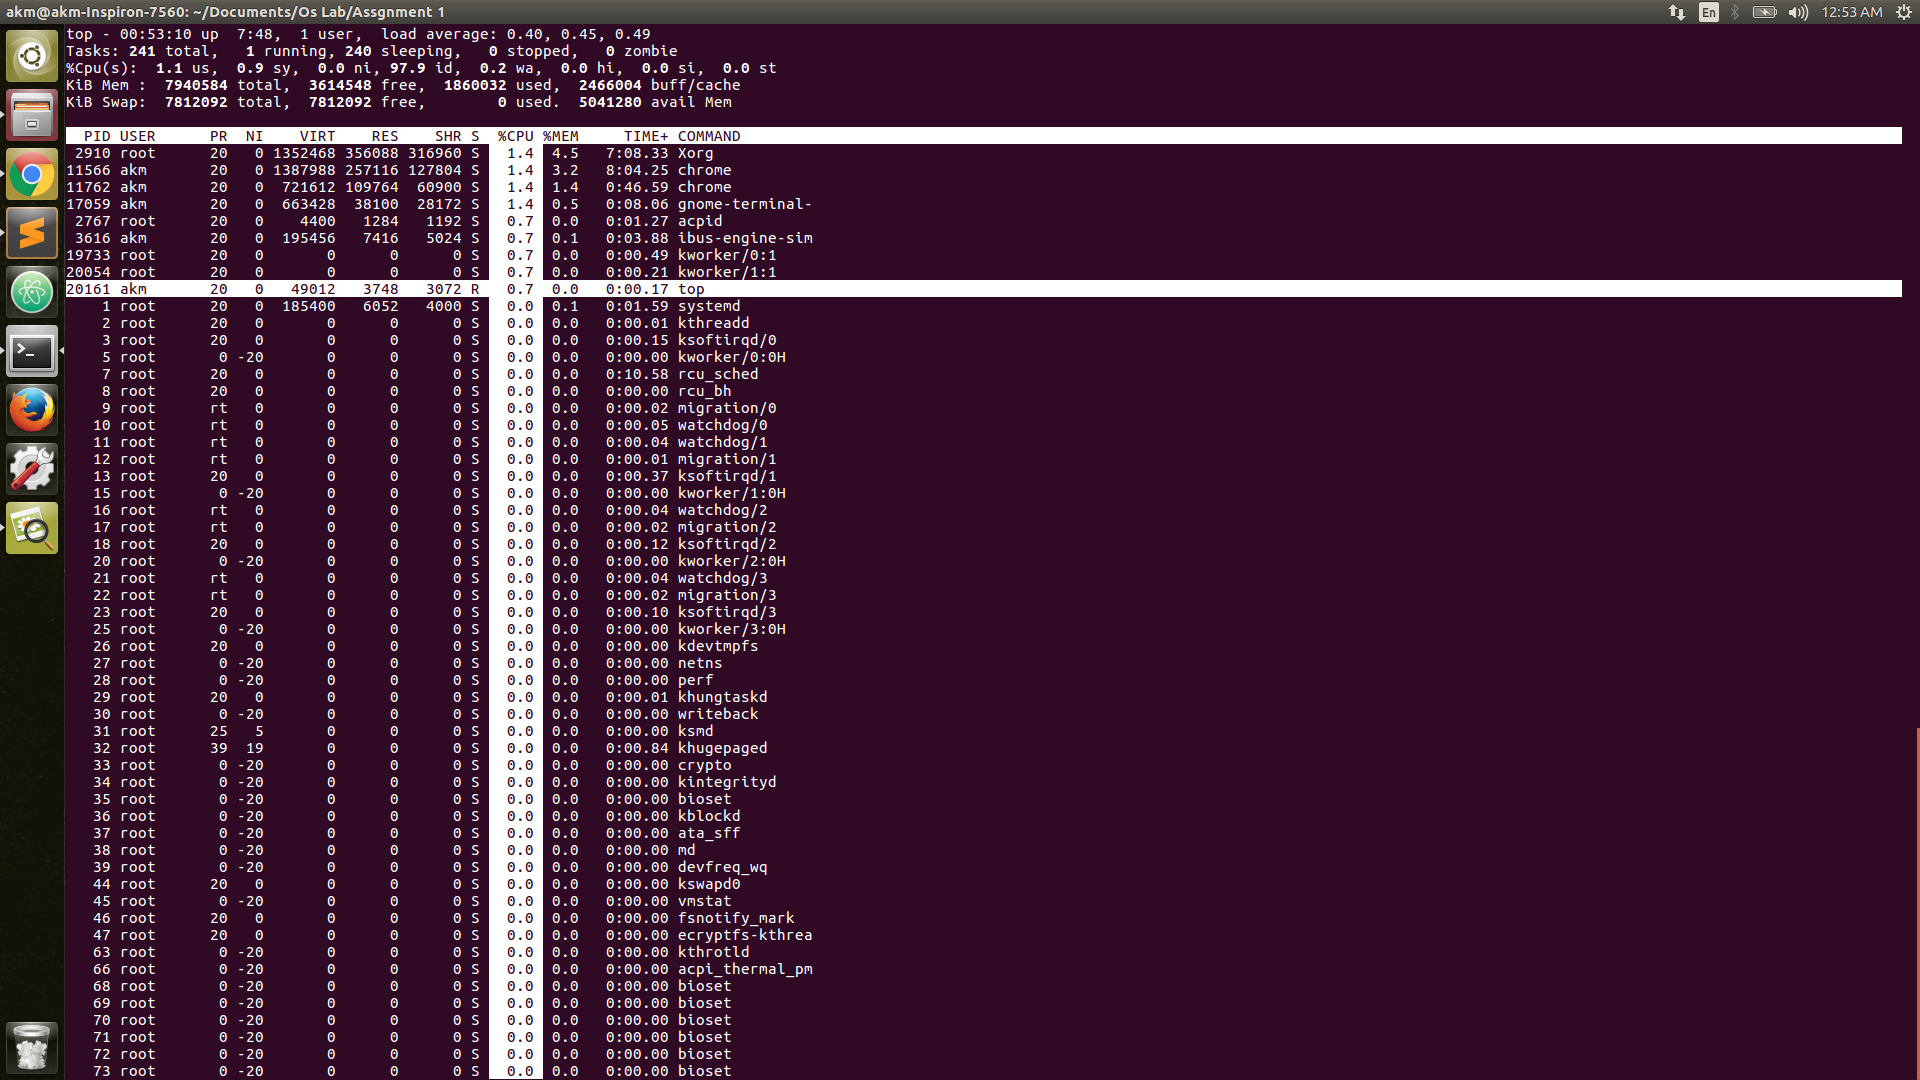 akm@akm-Inspiron-7560: ~/Documents/Os Lab/Assgnment 1 En 12:53 AM
top - 00:53:10 up  7:48,  1 user,  load average: 0.40, 0.45, 0.49
Tasks: 241 total,   1 running, 240 sleeping,   0 stopped,   0 zombie
%Cpu(s):  1.1 us,  0.9 sy,  0.0 ni, 97.9 id,  0.2 wa,  0.0 hi,  0.0 si,  0.0 st
KiB Mem :  7940584 total,  3614548 free,  1860032 used,  2466004 buff/cache
KiB Swap:  7812092 total,  7812092 free,        0 used.  5041280 avail Mem
PID USER PR NI VIRT RES SHR S %CPU %MEM TIME+ COMMAND
2910 root 20 0 1352468 356088 316960 S 1.4 4.5 7:08.33 Xorg
11566 akm 20 0 1387988 257116 127804 S 1.4 3.2 8:04.25 chrome
11762 akm 20 0 721612 109764 60900 S 1.4 1.4 0:46.59 chrome
17059 akm 20 0 663428 38100 28172 S 1.4 0.5 0:08.06 gnome-terminal-
2767 root 20 0 4400 1284 1192 S 0.7 0.0 0:01.27 acpid
3616 akm 20 0 195456 7416 5024 S 0.7 0.1 0:03.88 ibus-engine-sim
19733 root 20 0 0 0 0 S 0.7 0.0 0:00.49 kworker/0:1
20054 root 20 0 0 0 0 S 0.7 0.0 0:00.21 kworker/1:1
20161 akm 20 0 49012 3748 3072 R 0.7 0.0 0:00.17 top
1 root 20 0 185400 6052 4000 S 0.0 0.1 0:01.59 systemd
2 root 20 0 0 0 0 S 0.0 0.0 0:00.01 kthreadd
3 root 20 0 0 0 0 S 0.0 0.0 0:00.15 ksoftirqd/0
5 root 0 -20 0 0 0 S 0.0 0.0 0:00.00 kworker/0:0H
7 root 20 0 0 0 0 S 0.0 0.0 0:10.58 rcu_sched
8 root 20 0 0 0 0 S 0.0 0.0 0:00.00 rcu_bh
9 root rt 0 0 0 0 S 0.0 0.0 0:00.02 migration/0
10 root rt 0 0 0 0 S 0.0 0.0 0:00.05 watchdog/0
11 root rt 0 0 0 0 S 0.0 0.0 0:00.04 watchdog/1
12 root rt 0 0 0 0 S 0.0 0.0 0:00.01 migration/1
13 root 20 0 0 0 0 S 0.0 0.0 0:00.37 ksoftirqd/1
15 root 0 -20 0 0 0 S 0.0 0.0 0:00.00 kworker/1:0H
16 root rt 0 0 0 0 S 0.0 0.0 0:00.04 watchdog/2
17 root rt 0 0 0 0 S 0.0 0.0 0:00.02 migration/2
18 root 20 0 0 0 0 S 0.0 0.0 0:00.12 ksoftirqd/2
20 root 0 -20 0 0 0 S 0.0 0.0 0:00.00 kworker/2:0H
21 root rt 0 0 0 0 S 0.0 0.0 0:00.04 watchdog/3
22 root rt 0 0 0 0 S 0.0 0.0 0:00.02 migration/3
23 root 20 0 0 0 0 S 0.0 0.0 0:00.10 ksoftirqd/3
25 root 0 -20 0 0 0 S 0.0 0.0 0:00.00 kworker/3:0H
26 root 20 0 0 0 0 S 0.0 0.0 0:00.00 kdevtmpfs
27 root 0 -20 0 0 0 S 0.0 0.0 0:00.00 netns
28 root 0 -20 0 0 0 S 0.0 0.0 0:00.00 perf
29 root 20 0 0 0 0 S 0.0 0.0 0:00.01 khungtaskd
30 root 0 -20 0 0 0 S 0.0 0.0 0:00.00 writeback
31 root 25 5 0 0 0 S 0.0 0.0 0:00.00 ksmd
32 root 39 19 0 0 0 S 0.0 0.0 0:00.84 khugepaged
33 root 0 -20 0 0 0 S 0.0 0.0 0:00.00 crypto
34 root 0 -20 0 0 0 S 0.0 0.0 0:00.00 kintegrityd
35 root 0 -20 0 0 0 S 0.0 0.0 0:00.00 bioset
36 root 0 -20 0 0 0 S 0.0 0.0 0:00.00 kblockd
37 root 0 -20 0 0 0 S 0.0 0.0 0:00.00 ata_sff
38 root 0 -20 0 0 0 S 0.0 0.0 0:00.00 md
39 root 0 -20 0 0 0 S 0.0 0.0 0:00.00 devfreq_wq
44 root 20 0 0 0 0 S 0.0 0.0 0:00.00 kswapd0
45 root 0 -20 0 0 0 S 0.0 0.0 0:00.00 vmstat
46 root 20 0 0 0 0 S 0.0 0.0 0:00.00 fsnotify_mark
47 root 20 0 0 0 0 S 0.0 0.0 0:00.00 ecryptfs-kthrea
63 root 0 -20 0 0 0 S 0.0 0.0 0:00.00 kthrotld
66 root 0 -20 0 0 0 S 0.0 0.0 0:00.00 acpi_thermal_pm
68 root 0 -20 0 0 0 S 0.0 0.0 0:00.00 bioset
69 root 0 -20 0 0 0 S 0.0 0.0 0:00.00 bioset
70 root 0 -20 0 0 0 S 0.0 0.0 0:00.00 bioset
71 root 0 -20 0 0 0 S 0.0 0.0 0:00.00 bioset
72 root 0 -20 0 0 0 S 0.0 0.0 0:00.00 bioset
73 root 0 -20 0 0 0 S 0.0 0.0 0:00.00 bioset